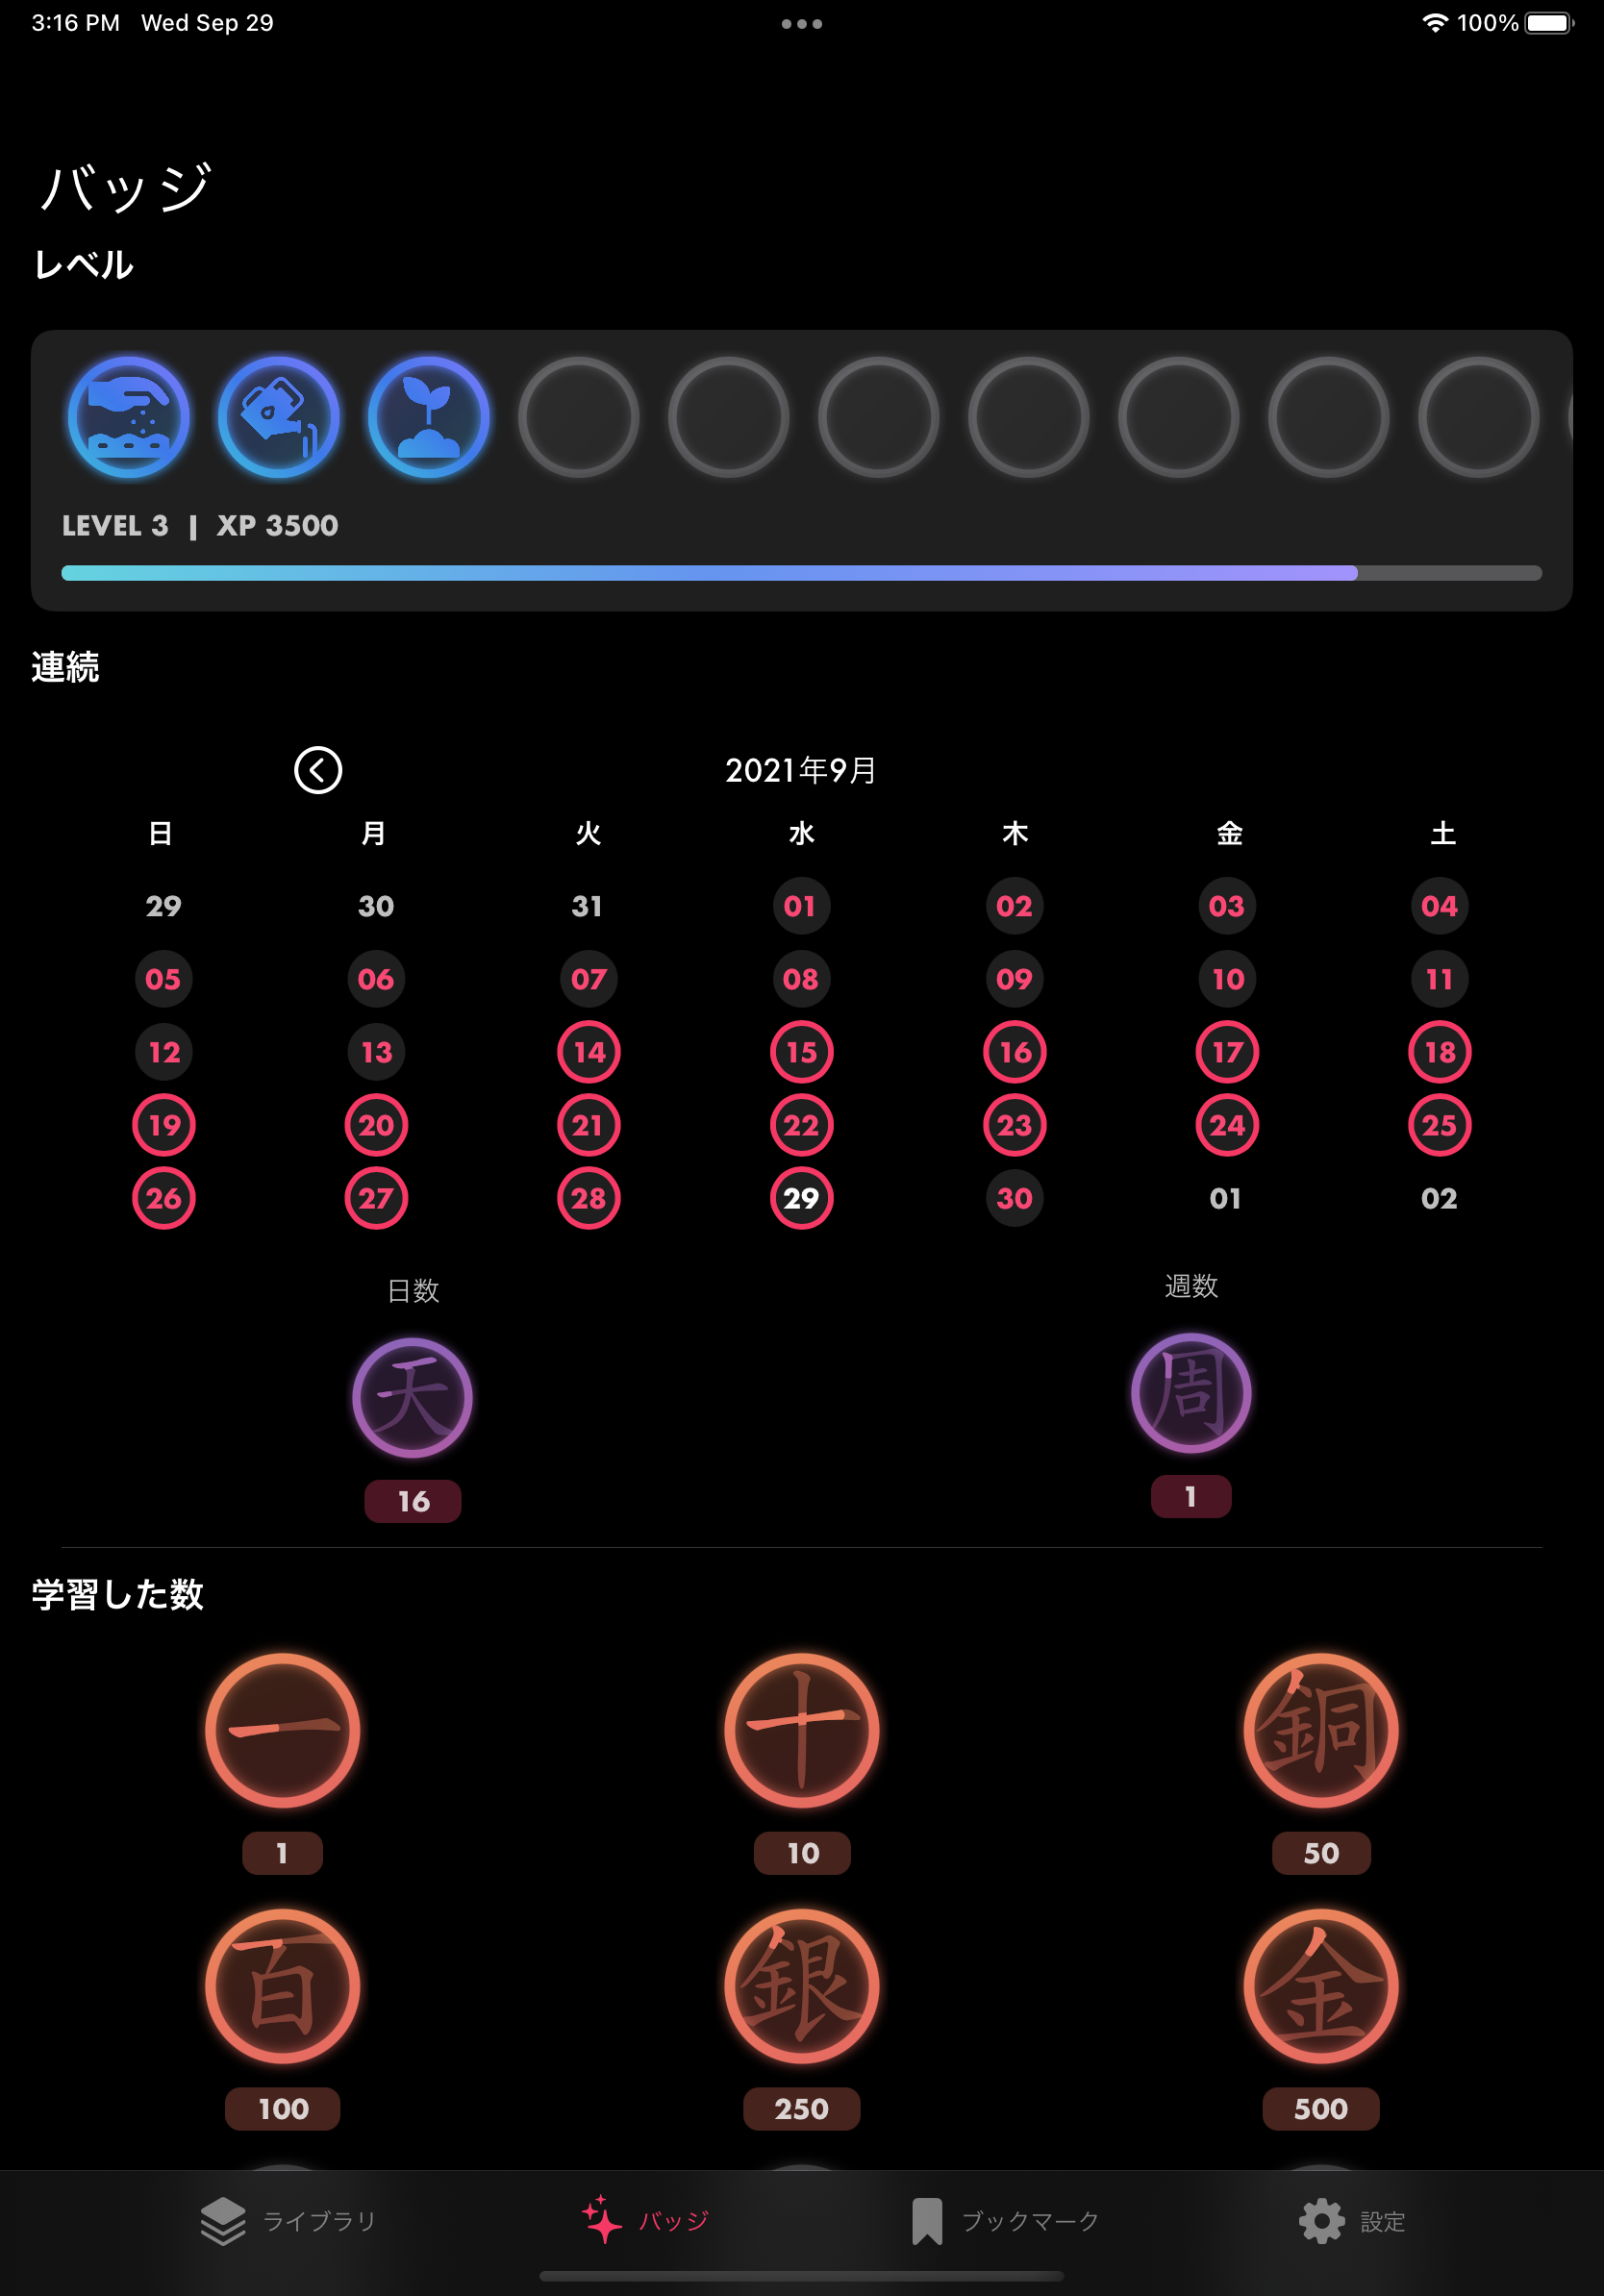 3:16 PM Wed Sep 29 100%
バッジ
レベル
LEVEL 3 | XP 3500
連続
2021年9月
日 月 火 水 木 金 土
29 30 31 01 02 03 04
05 06 07 08 09 10 11
12 13 14 15 16 17 18
19 20 21 22 23 24 25
26 27 28 29 30 01 02
日数 週数
天 周
16 1
学習した数
一 十 銅
1 10 50
百 銀 金
100 250 500
ライブラリ バッジ ブックマーク 設定